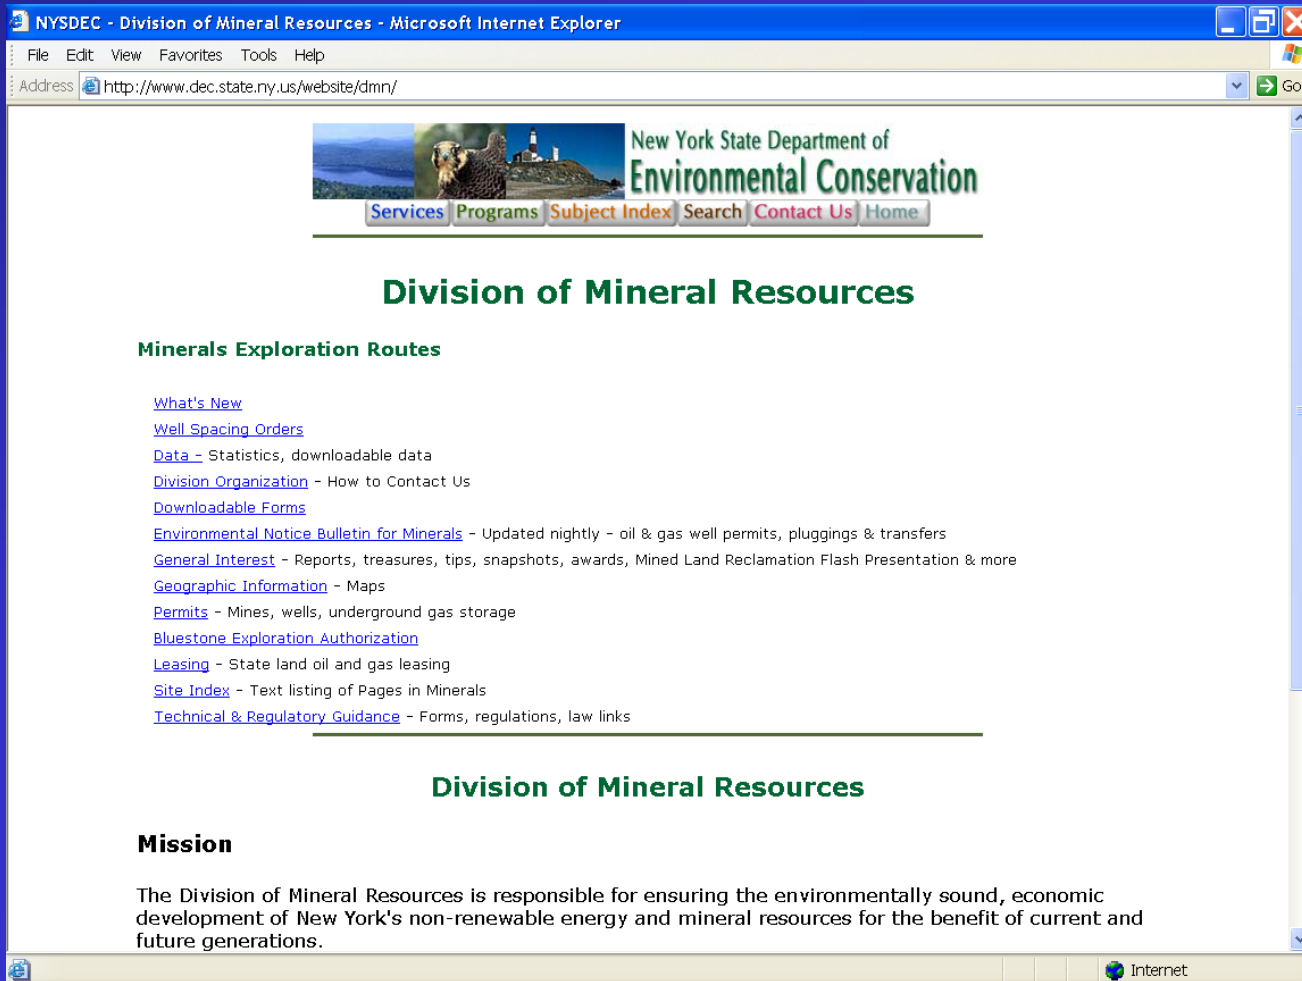 NYSDEC - Division of Mineral Resources - Microsoft Internet Explorer
File Edit View Favorites Tools Help
Address http://www.dec.state.ny.us/website/dmn/ Go
New York State Department of
Environmental Conservation
Services Programs Subject Index Search Contact Us Home
Division of Mineral Resources
Minerals Exploration Routes
What's New
Well Spacing Orders
Data - Statistics, downloadable data
Division Organization - How to Contact Us
Downloadable Forms
Environmental Notice Bulletin for Minerals - Updated nightly - oil & gas well permits, pluggings & transfers
General Interest - Reports, treasures, tips, snapshots, awards, Mined Land Reclamation Flash Presentation & more
Geographic Information - Maps
Permits - Mines, wells, underground gas storage
Bluestone Exploration Authorization
Leasing - State land oil and gas leasing
Site Index - Text listing of Pages in Minerals
Technical & Regulatory Guidance - Forms, regulations, law links
Division of Mineral Resources
Mission
The Division of Mineral Resources is responsible for ensuring the environmentally sound, economic
development of New York's non-renewable energy and mineral resources for the benefit of current and
future generations.
Internet